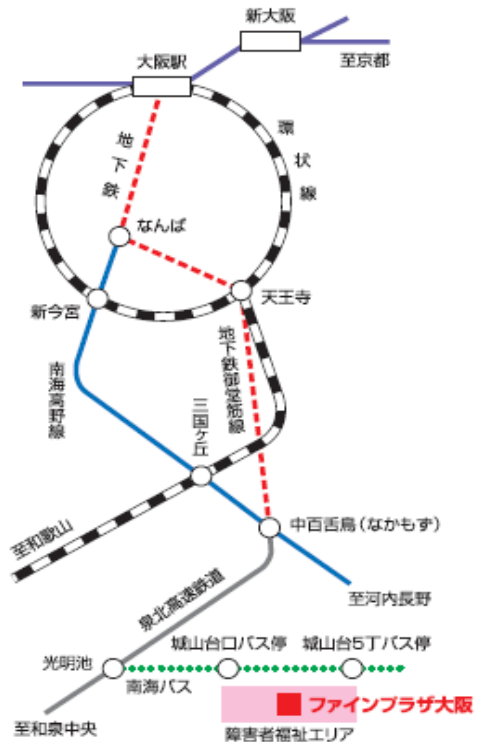 新大阪
大阪駅
至京都
環状線
地下鉄
なんば
新今宮
天王寺
地下鉄御堂筋線
南海高野線
三国ヶ丘
至和歌山
中百舌鳥(なかもず)
泉北高速鉄道
至河内長野
城山台口バス停
城山台5丁バス停
光明池
南海バス
ファインプラザ大阪
至和泉中央
障害者福祉エリア